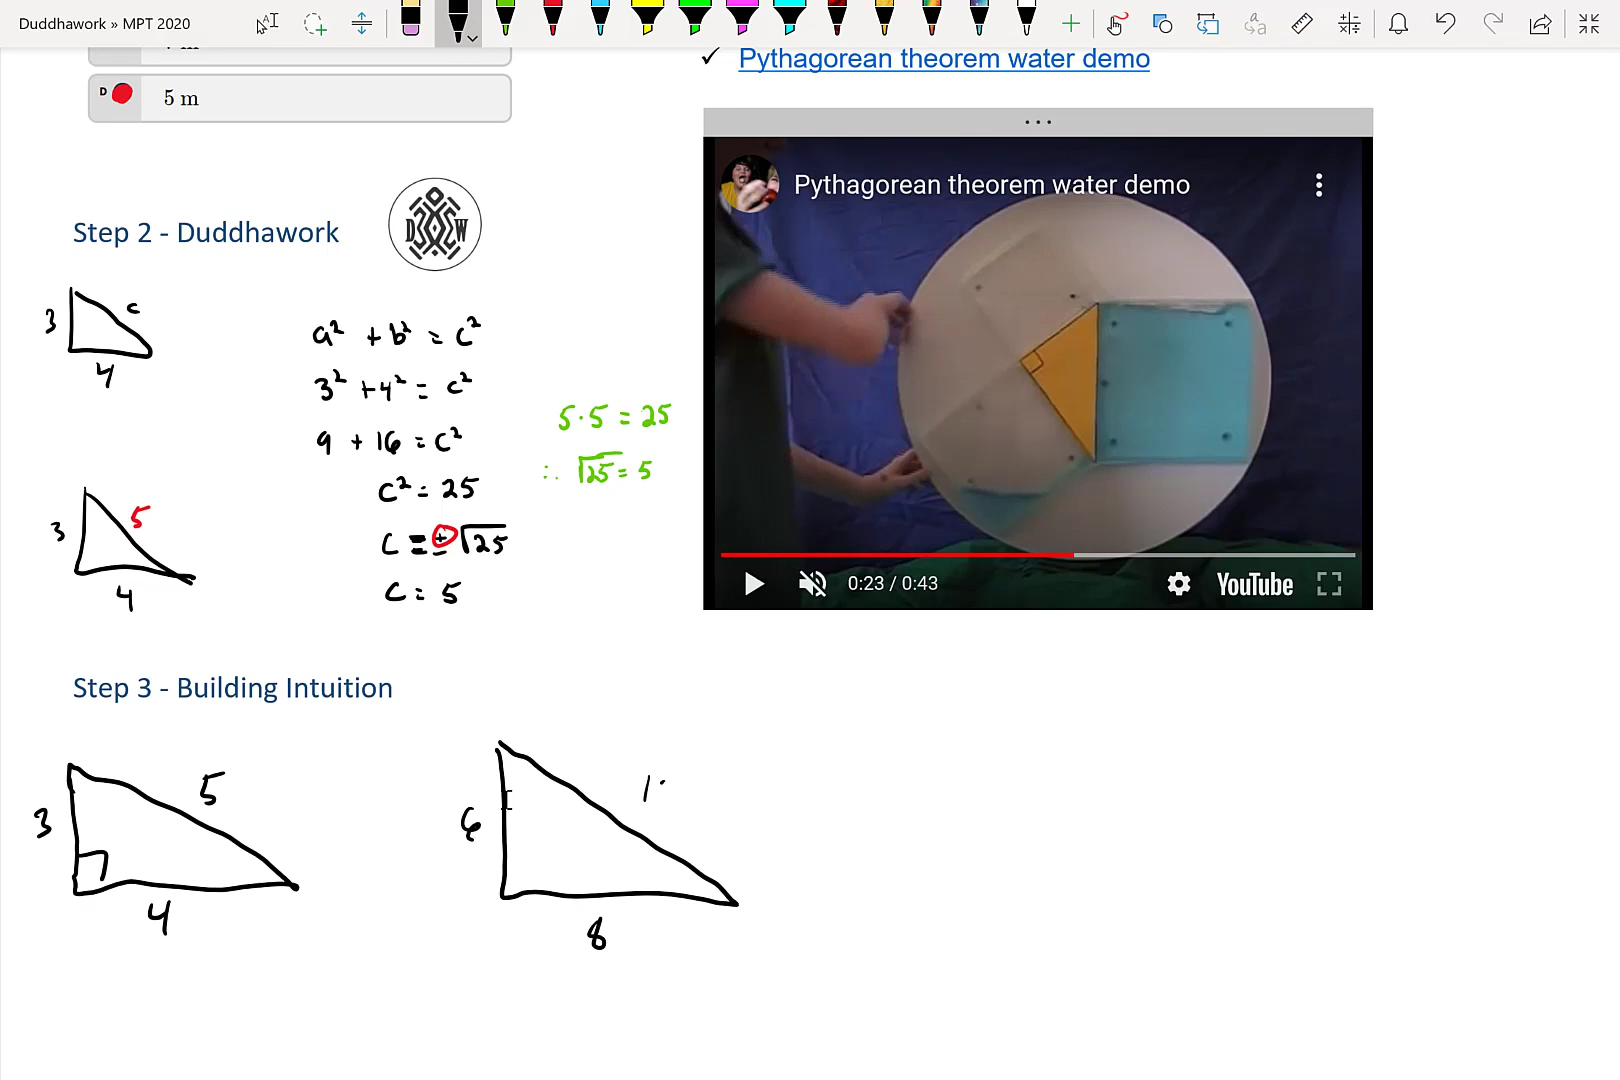 Duddhawork » MPT 2020
Pythagorean theorem water demo
D 5 m
Pythagorean theorem water demo
Step 2 - Duddhawork
D W
3 c
4
a² + b² = c²
3² + 4² = c²
9 + 16 = c²
c² = 25
c = ± √25
c = 5
5 · 5 = 25
∴ √25 = 5
3 5
4
0:23 / 0:43
YouTube
Step 3 - Building Intuition
3 5
4
6 1
8